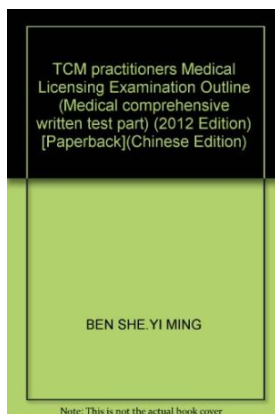 TCM practitioners Medical
Licensing Examination Outline
(Medical comprehensive
written test part) (2012 Edition)
[Paperback](Chinese Edition)
BEN SHE.YI MING
Note: This is not the actual book cover